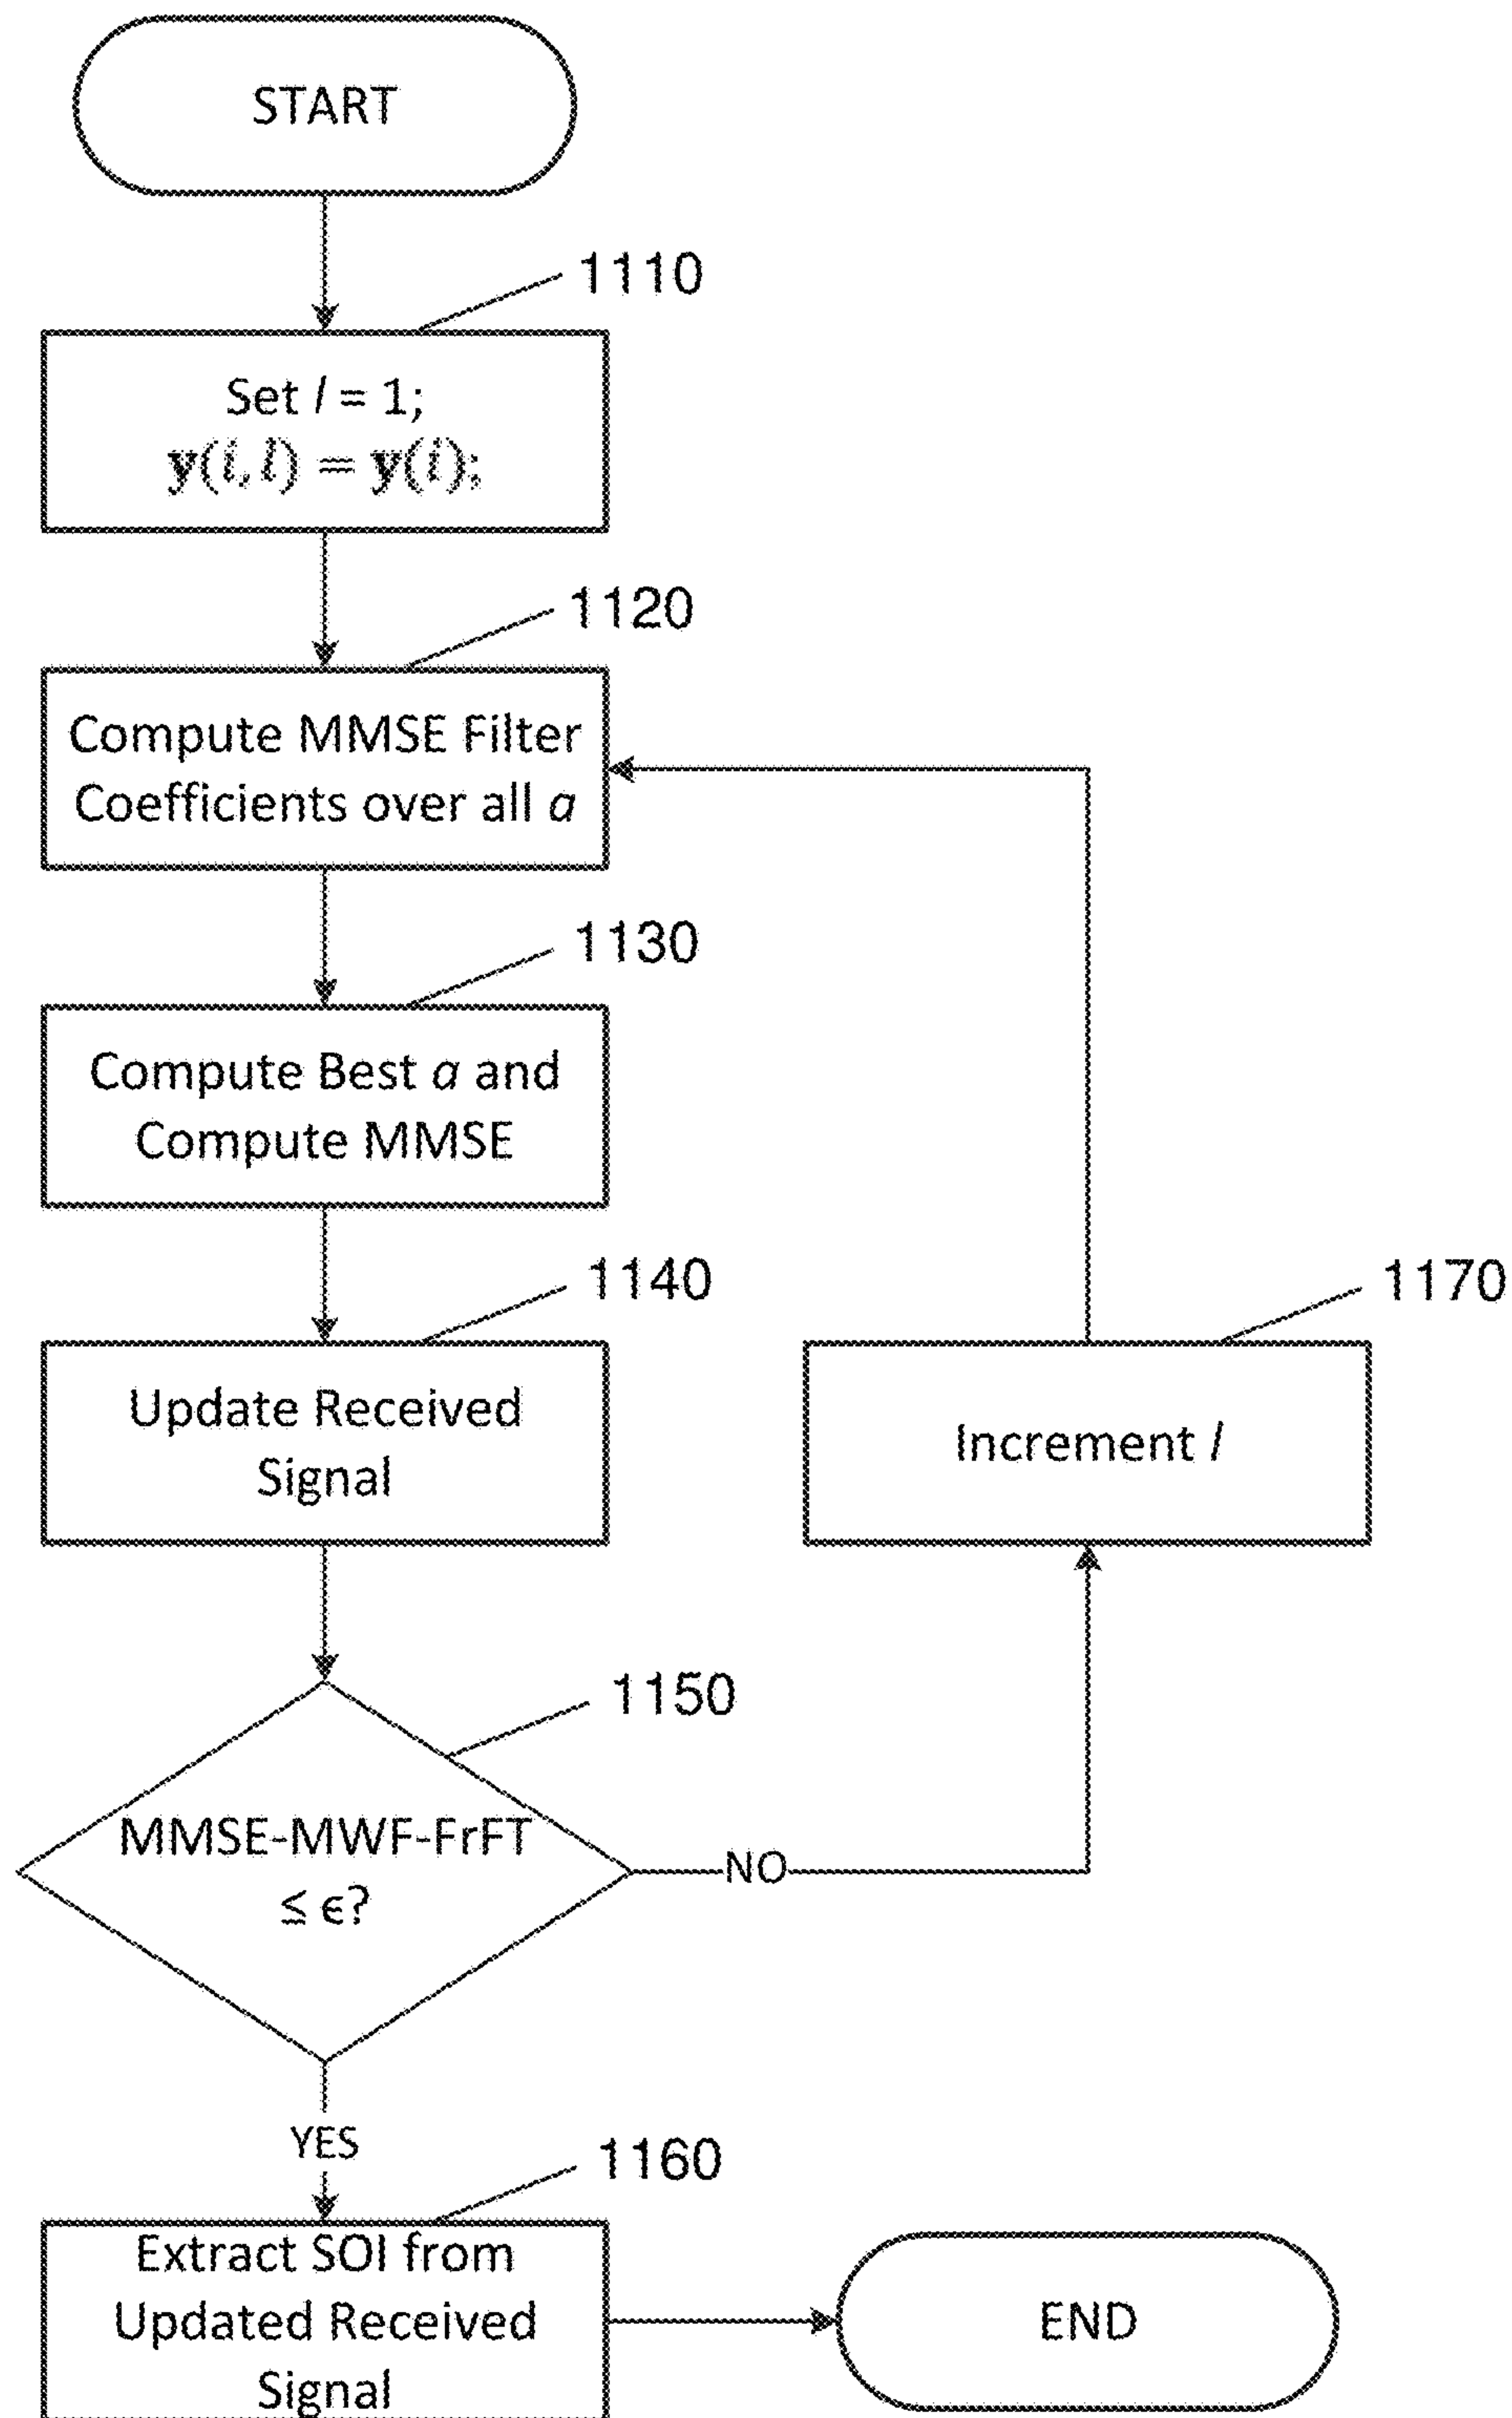 START
1110
Set l = 1;
y(i, l) = y(i);
1120
Compute MMSE Filter
Coefficients over all a
1130
Compute Best a and
Compute MMSE
1140
Update Received
Signal
1170
Increment l
1150
MMSE-MWF-FrFT
≤ ϵ?
NO
YES
1160
Extract SOI from
Updated Received
Signal
END